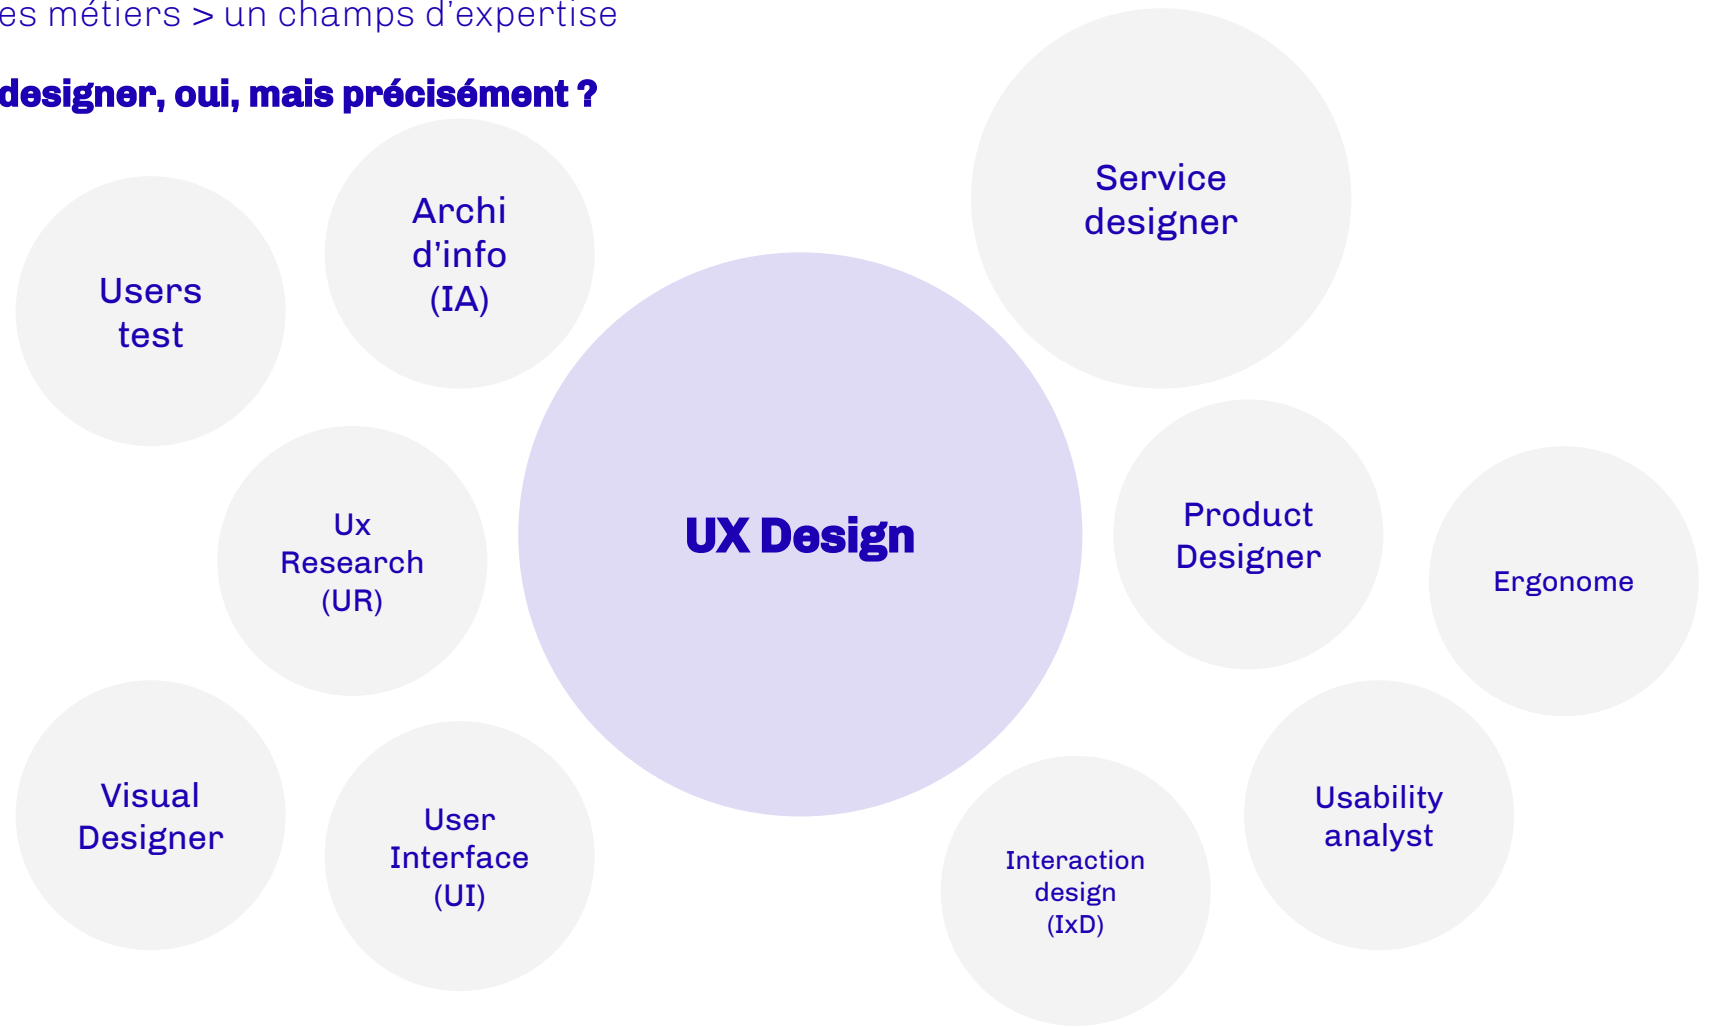 es métiers > un champs d'expertise
designer, oui, mais précisément ?
Users
test
Archi
d'info
(IA)
Service
designer
Ux
Research
(UR)
UX Design
Product
Designer
Ergonome
Visual
Designer
User
Interface
(UI)
Interaction
design
(IxD)
Usability
analyst